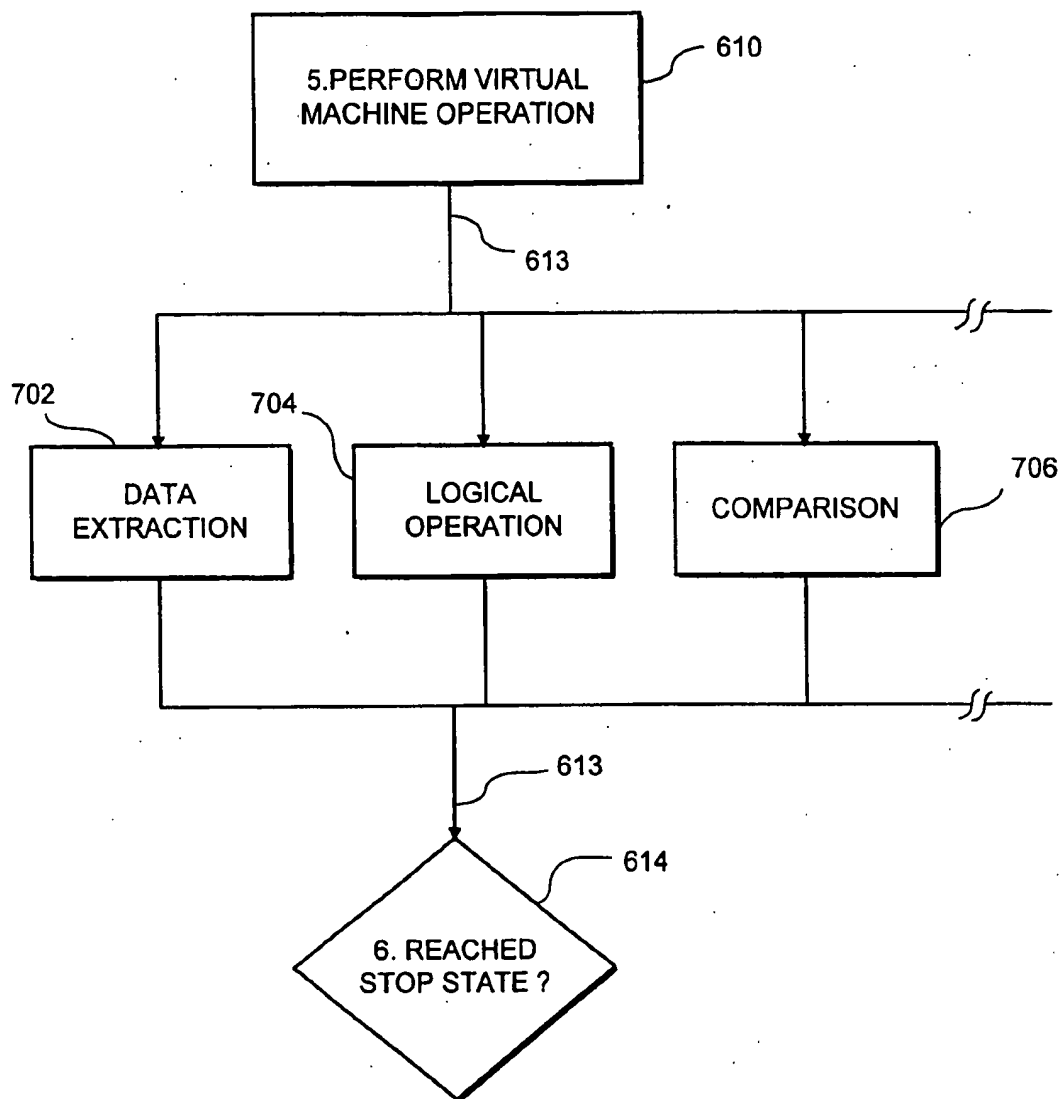 610
5.PERFORM VIRTUAL
MACHINE OPERATION
613
702
704
706
DATA
EXTRACTION
LOGICAL
OPERATION
COMPARISON
613
614
6. REACHED
STOP STATE ?